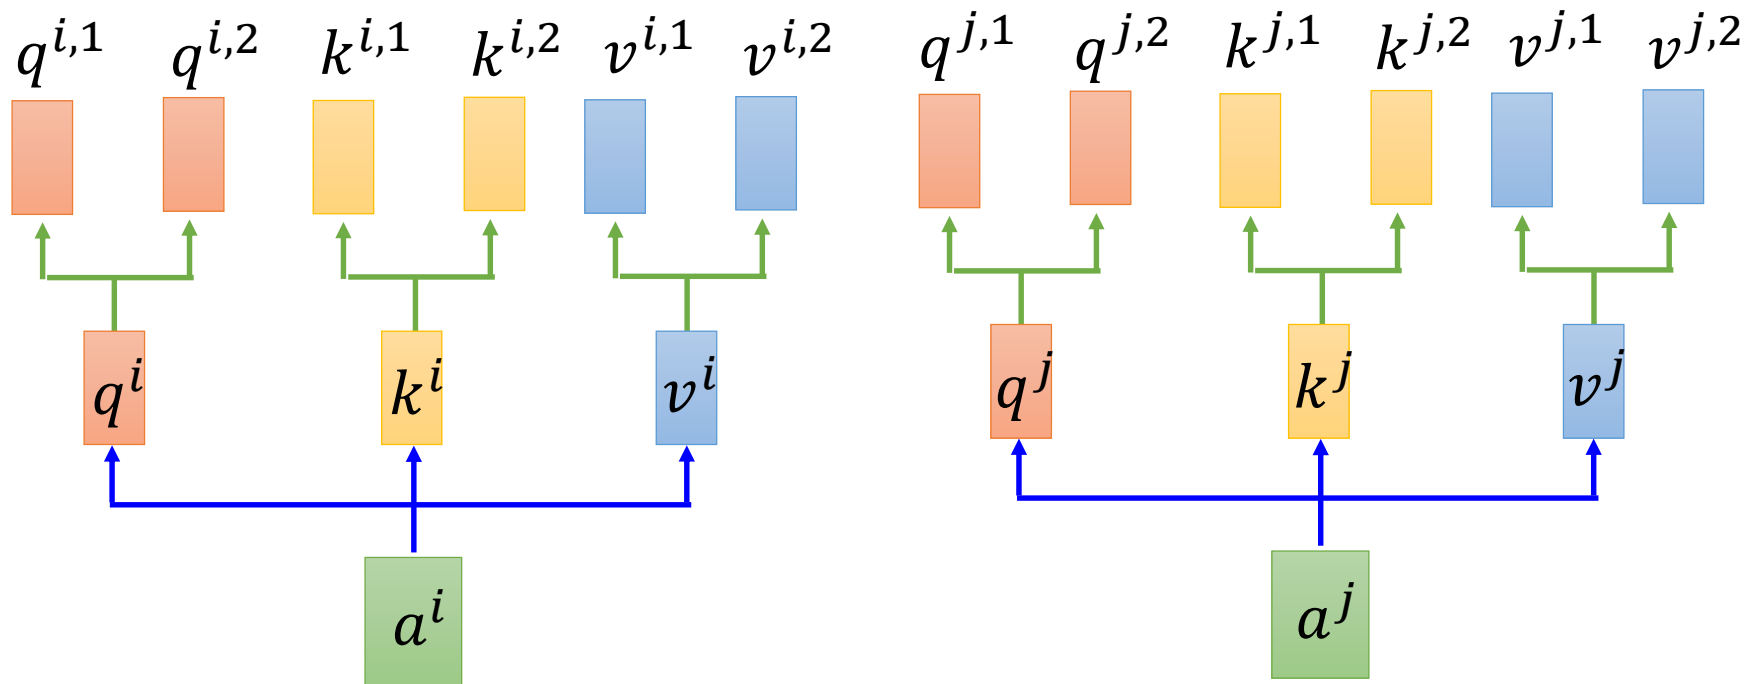 q^{i,1} q^{i,2} k^{i,1} k^{i,2} v^{i,1} v^{i,2} q^{j,1} q^{j,2} k^{j,1} k^{j,2} v^{j,1} v^{j,2}
q^i k^i v^i q^j k^j v^j
a^i a^j